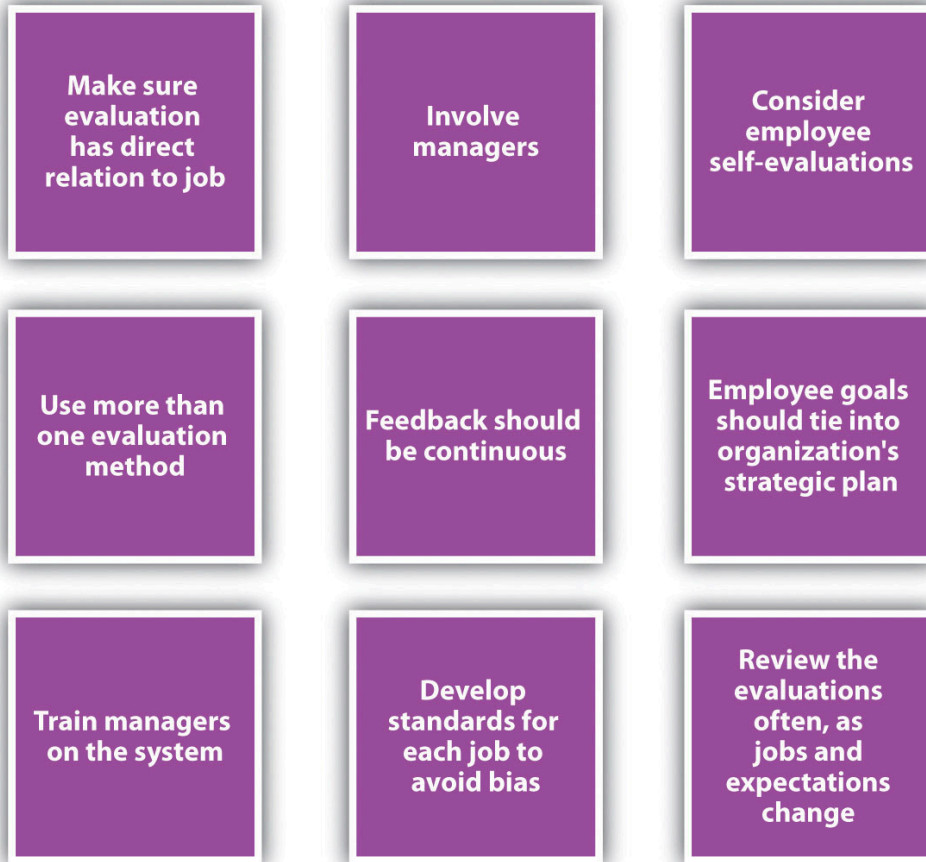 Make sure
evaluation
has direct
relation to job
Involve
managers
Consider
employee
self-evaluations
Use more than
one evaluation
method
Feedback should
be continuous
Employee goals
should tie into
organization's
strategic plan
Train managers
on the system
Develop
standards for
each job to
avoid bias
Review the
evaluations
often, as
jobs and
expectations
change